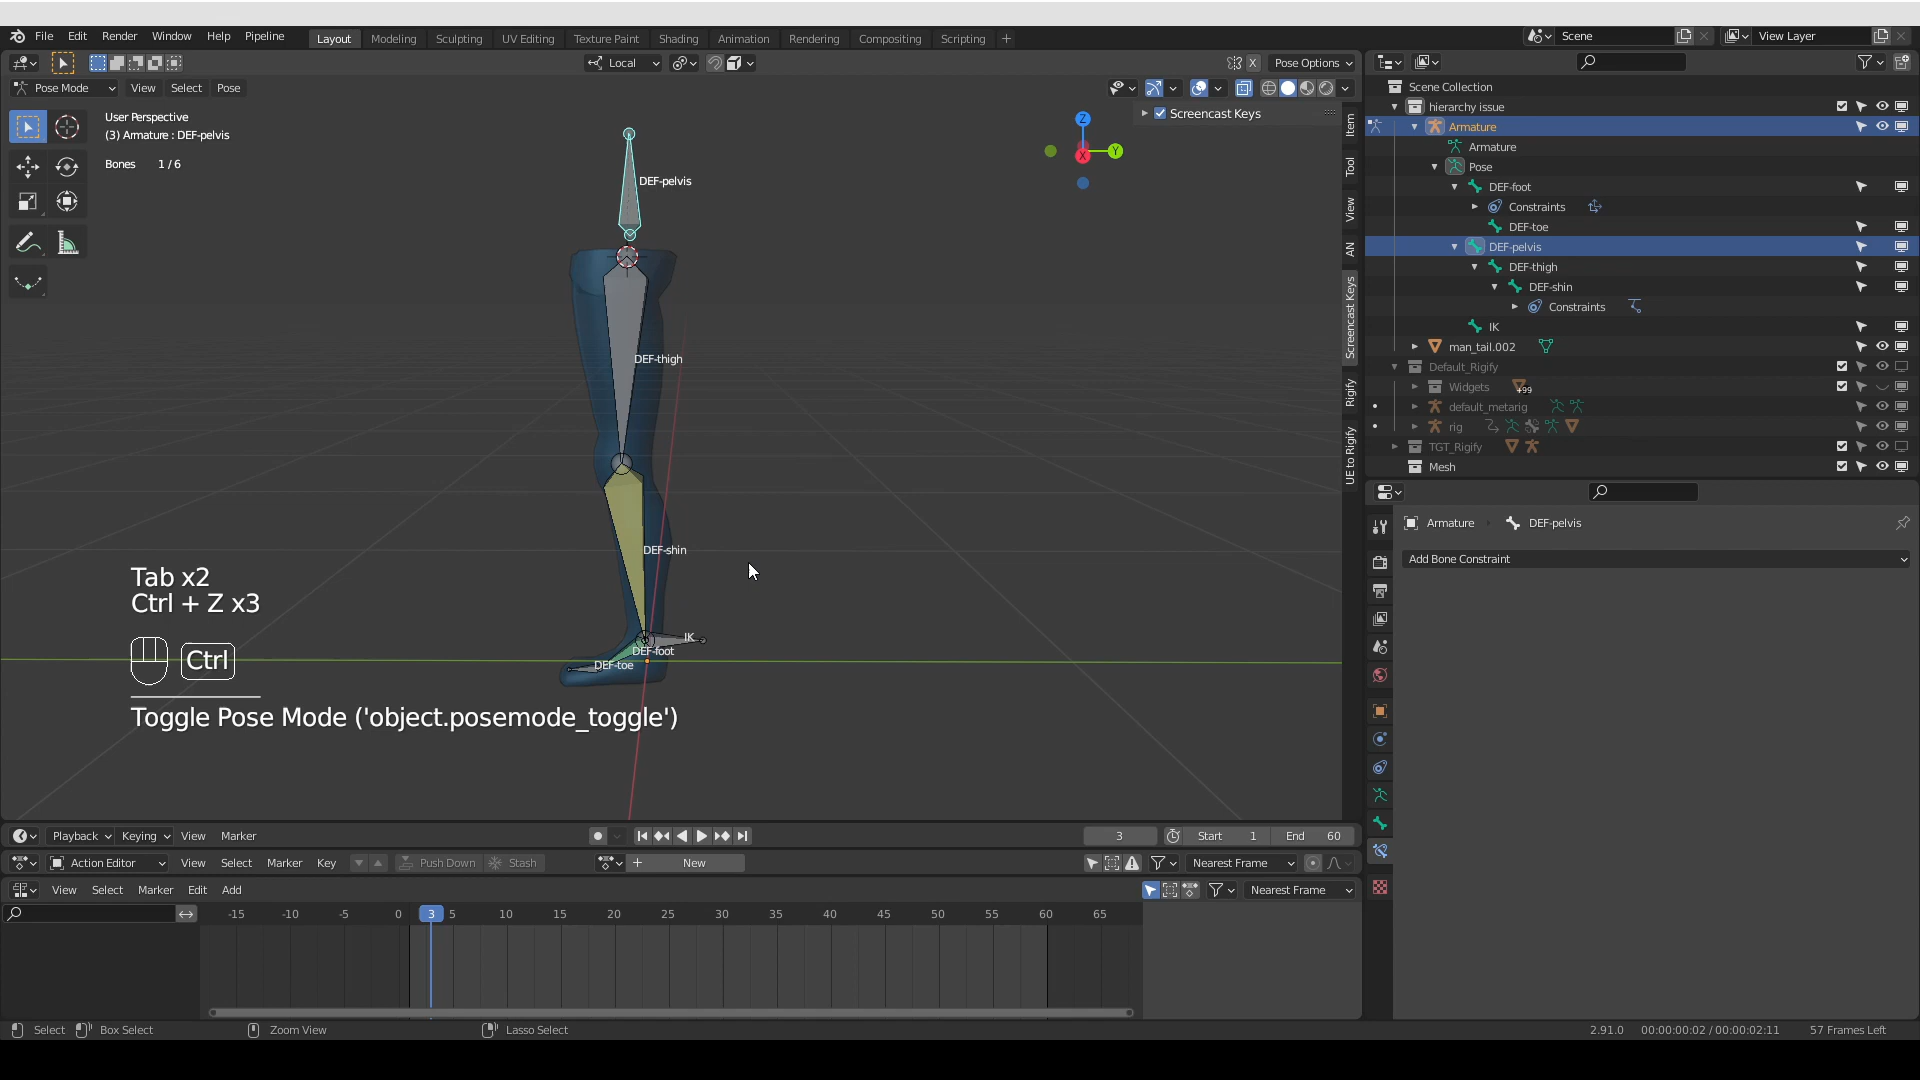 File Edit Render Window Help Pipeline Layout Modeling Sculpting UV Editing Texture Paint Shading Animation Rendering Compositing Scripting + Scene View Layer
Local X Pose Options
Pose Mode View Select Pose
User Perspective
(3) Armature : DEF-pelvis
Bones 1 / 6
DEF-pelvis
DEF-thigh
DEF-shin
IK
DEF-foot
DEF-toe
Z
Y
X
Screencast Keys
Item
Tool
View
AN
Screencast Keys
Rigify
UE to Rigify
Tab x2
Ctrl + Z x3
Ctrl
Toggle Pose Mode ('object.posemode_toggle')
Scene Collection
hierarchy issue
Armature
Armature
Pose
DEF-foot
Constraints
DEF-toe
DEF-pelvis
DEF-thigh
DEF-shin
Constraints
IK
man_tail.002
Default_Rigify
Widgets +99
default_metarig
rig
TGT_Rigify
Mesh
Armature DEF-pelvis
Add Bone Constraint
Playback Keying View Marker 3 Start 1 End 60
Action Editor View Select Marker Key Push Down Stash + New Nearest Frame
View Select Marker Edit Add Nearest Frame
-15 -10 -5 0 3 5 10 15 20 25 30 35 40 45 50 55 60 65
Select Box Select Zoom View Lasso Select 2.91.0 00:00:00:02 / 00:00:02:11 57 Frames Left